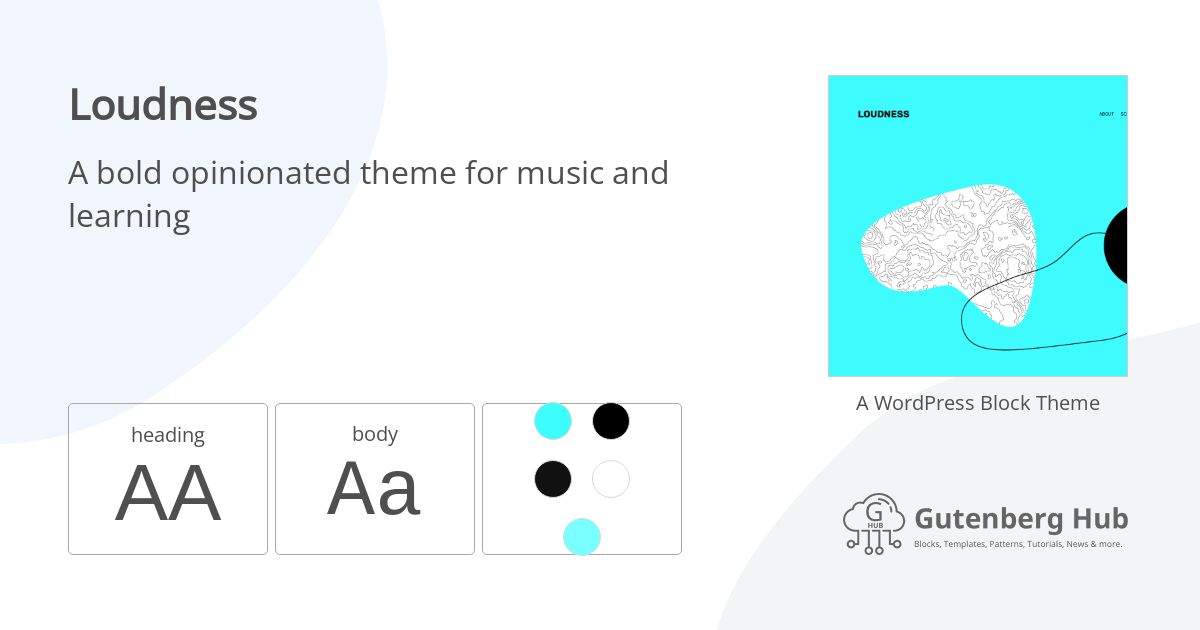 Loudness
A bold opinionated theme for music and
learning
LOUDNESS
ABOUT SC
A WordPress Block Theme
heading
AA
body
Aa
G
HUB
Gutenberg Hub
Blocks, Templates, Patterns, Tutorials, News & more.